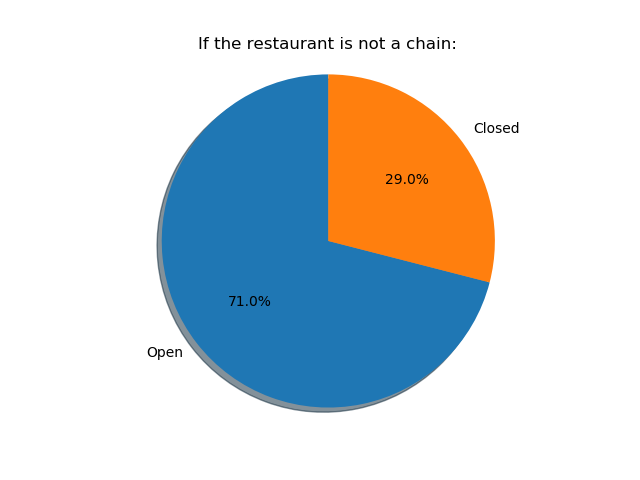 If the restaurant is not a chain:
Closed
29.0%
71.0%
Open